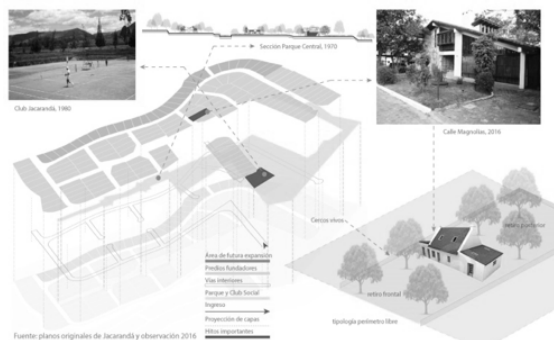 Sección Parque Central, 1970
Club Jacarandá, 1980
Calle Magnolias, 2016
Cercos vivos
retiro posterior
retiro frontal
tipología perímetro libre
Área de futura expansión
Predios fundadores
Vías interiores
Parque y Club Social
Ingreso
Proyección de capas
Hitos importantes
Fuente: planos originales de Jacarandá y observación 2016